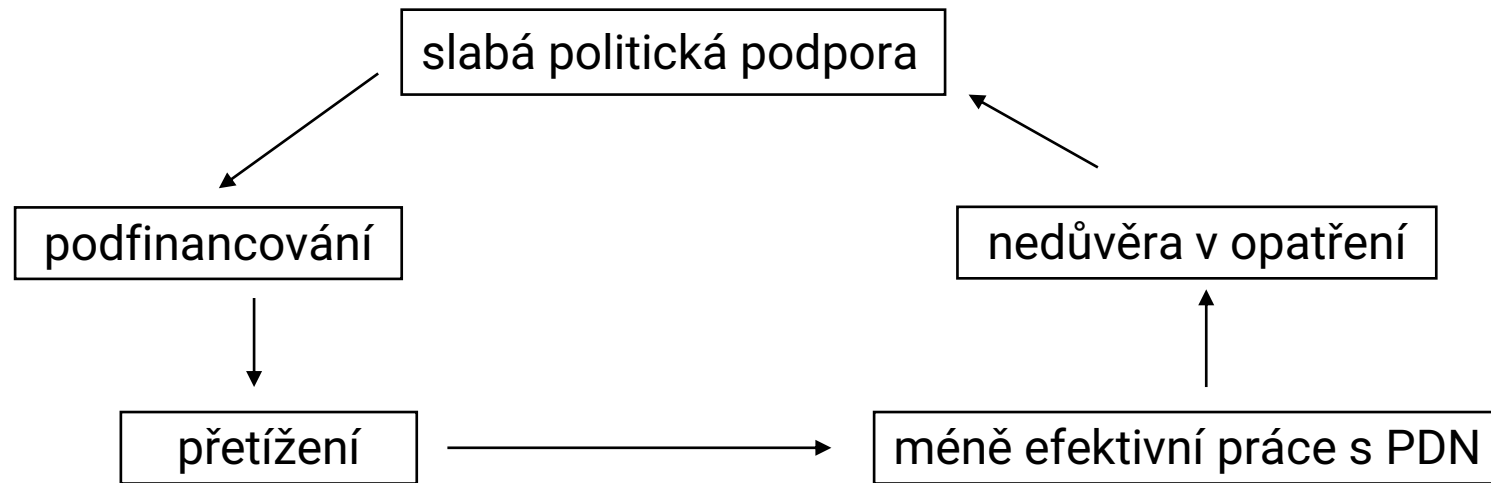 slabá politická podpora
podfinancování
nedůvěra v opatření
přetížení
méně efektivní práce s PDN